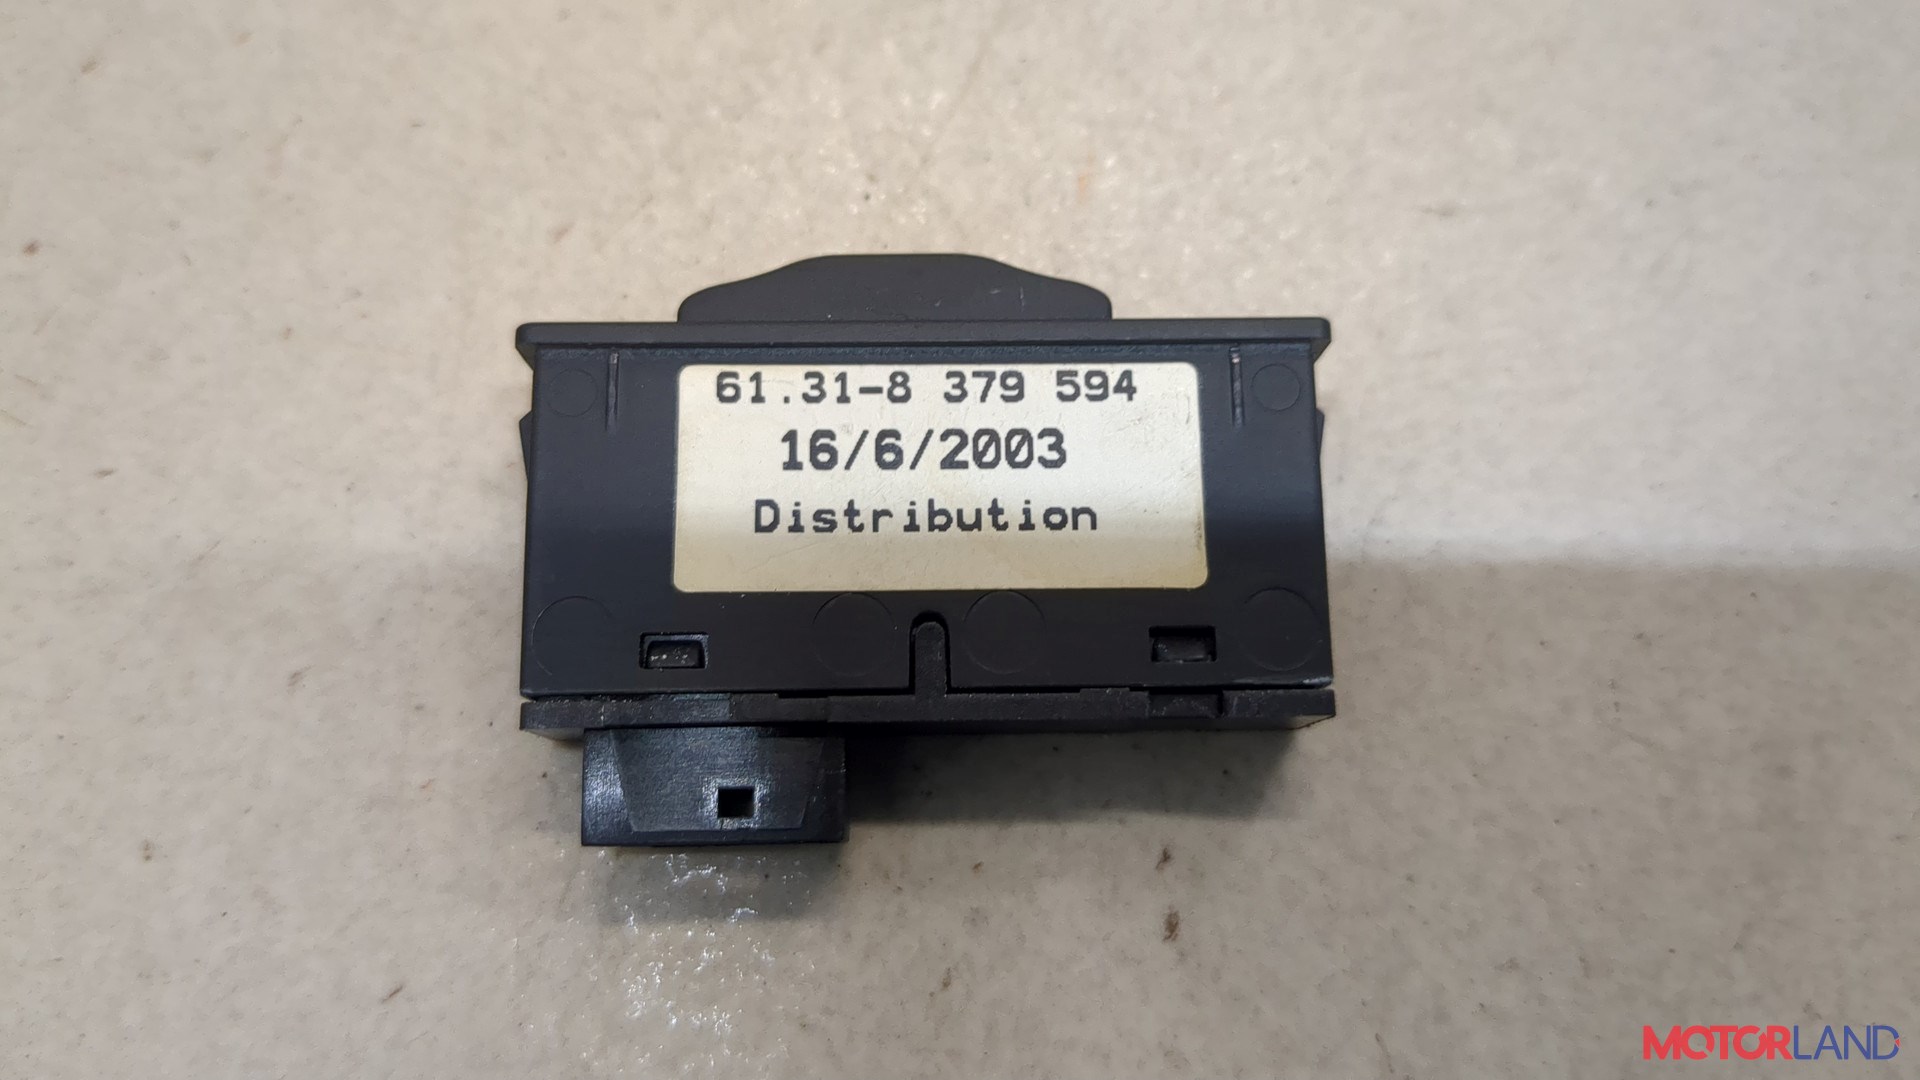 61.31-8 379 594
16/6/2003
Distribution
MOTORLAND